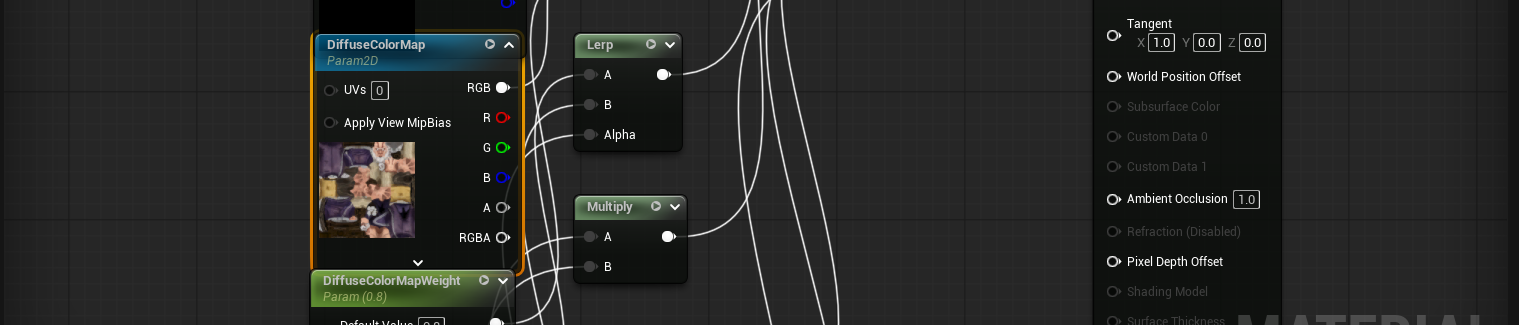 DiffuseColorMap
Param2D
UVs 0
Apply View MipBias
RGB
R
G
B
A
RGBA
DiffuseColorMapWeight
Param (0.8)
Default Value
Lerp
A
B
Alpha
Multiply
A
B
Tangent
X 1.0 Y 0.0 Z 0.0
World Position Offset
Subsurface Color
Custom Data 0
Custom Data 1
Ambient Occlusion 1.0
Refraction (Disabled)
Pixel Depth Offset
Shading Model
Surface Thickness
MATERIAL